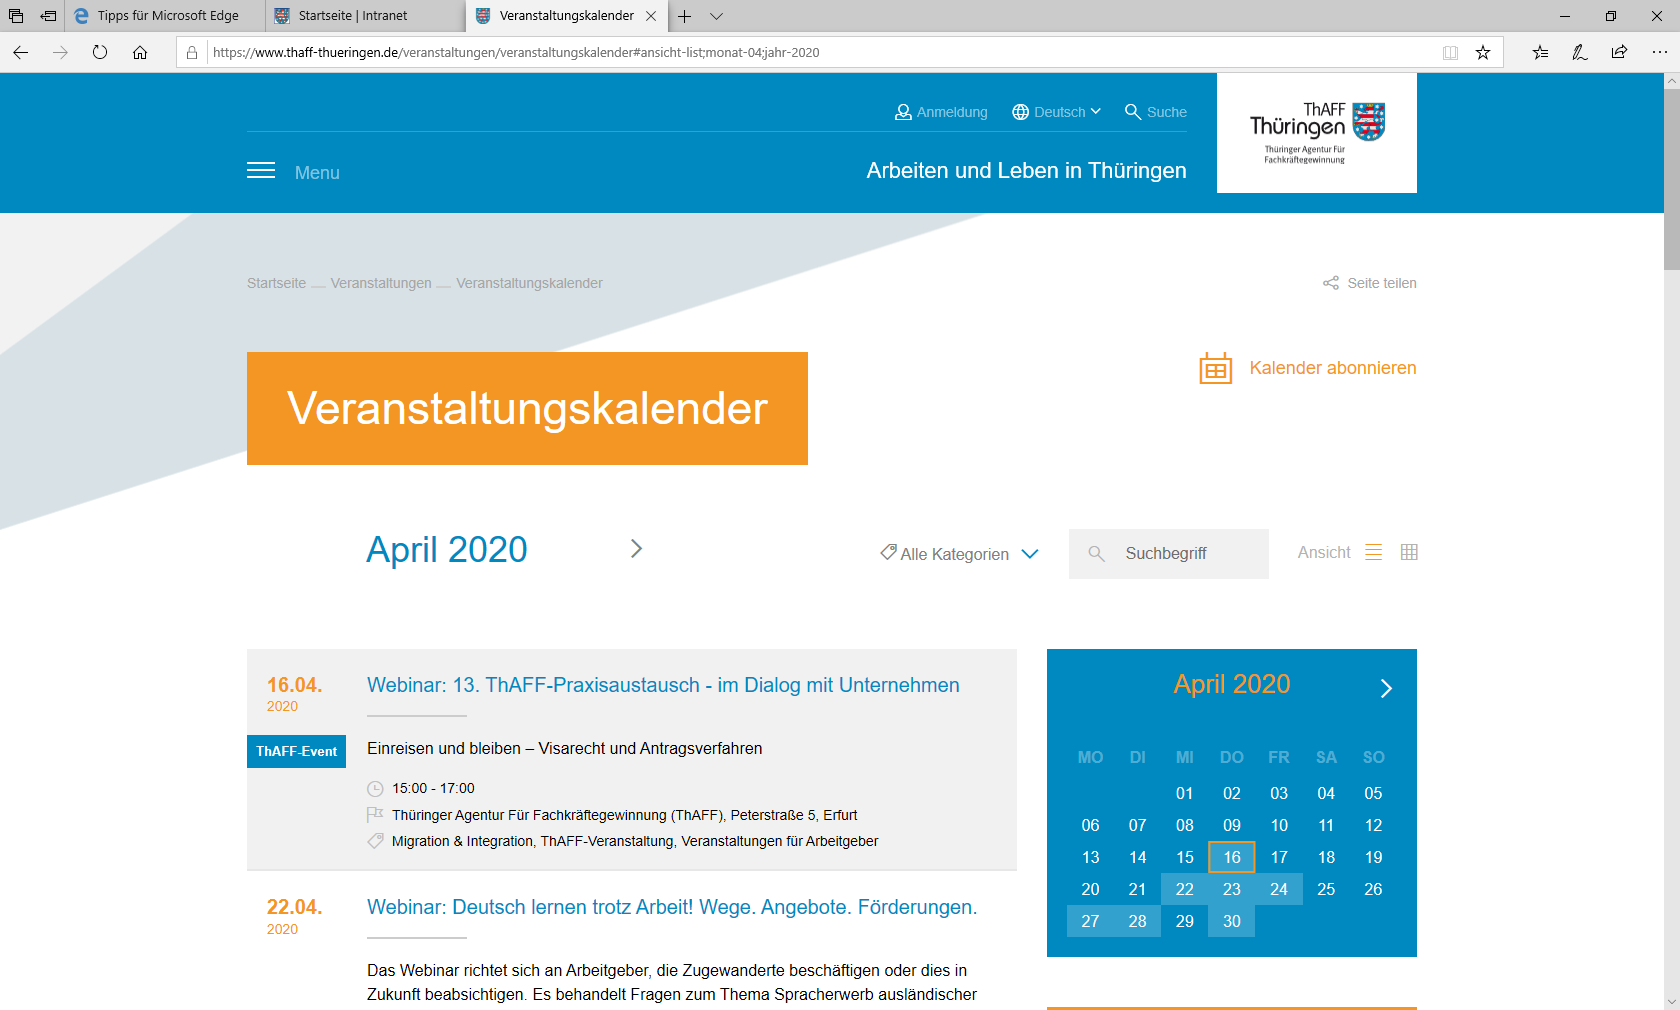 Tipps für Microsoft Edge
Startseite | Intranet
Veranstaltungskalender
https://www.thaff-thueringen.de/veranstaltungen/veranstaltungskalender#ansicht-list;monat-04;jahr-2020
Anmeldung
Deutsch
Suche
ThAFF
Thüringen
Thüringer Agentur Für
Fachkräftegewinnung
Menu
Arbeiten und Leben in Thüringen
Startseite
Veranstaltungen
Veranstaltungskalender
Seite teilen
Veranstaltungskalender
Kalender abonnieren
April 2020
Alle Kategorien
Suchbegriff
Ansicht
16.04.
2020
ThAFF-Event
Webinar: 13. ThAFF-Praxisaustausch - im Dialog mit Unternehmen
Einreisen und bleiben – Visarecht und Antragsverfahren
15:00 - 17:00
Thüringer Agentur Für Fachkräftegewinnung (ThAFF), Peterstraße 5, Erfurt
Migration & Integration, ThAFF-Veranstaltung, Veranstaltungen für Arbeitgeber
22.04.
2020
Webinar: Deutsch lernen trotz Arbeit! Wege. Angebote. Förderungen.
Das Webinar richtet sich an Arbeitgeber, die Zugewanderte beschäftigen oder dies in
Zukunft beabsichtigen. Es behandelt Fragen zum Thema Spracherwerb ausländischer
April 2020
MO DI MI DO FR SA SO
01 02 03 04 05
06 07 08 09 10 11 12
13 14 15 16 17 18 19
20 21 22 23 24 25 26
27 28 29 30